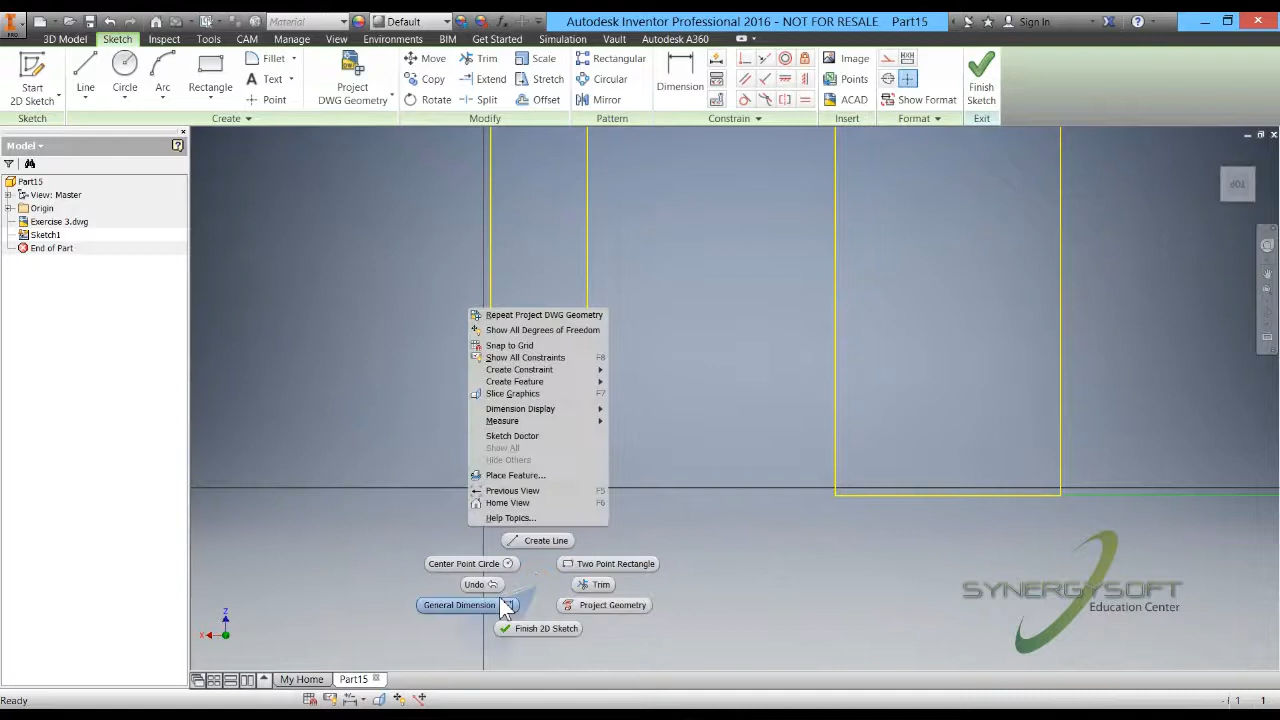 PRO
Material
Default
Autodesk Inventor Professional 2016 - NOT FOR RESALE Part15
Sign In
3D Model Sketch Inspect Tools CAM Manage View Environments BIM Get Started Simulation Vault Autodesk A360
Start
2D Sketch
Line
Circle
Arc
Rectangle
Fillet
Text
Point
Project
DWG Geometry
Move
Copy
Rotate
Trim
Extend
Split
Scale
Stretch
Offset
Rectangular
Circular
Mirror
Dimension
Image
Points
ACAD
Show Format
Finish
Sketch
Sketch Create Modify Pattern Constrain Insert Format Exit
Model
Part15
View: Master
Origin
Exercise 3.dwg
Sketch1
End of Part
TOP
Repeat Project DWG Geometry
Show All Degrees of Freedom
Snap to Grid
Show All Constraints F8
Create Constraint
Create Feature
Slice Graphics F7
Dimension Display
Measure
Sketch Doctor
Show All
Hide Others
Place Feature...
Previous View F5
Home View F6
Help Topics...
Create Line
Center Point Circle
Two Point Rectangle
Undo
Trim
General Dimension
Project Geometry
Finish 2D Sketch
SYNERGYSOFT
Education Center
Z
X
My Home
Part15
Ready
1 1